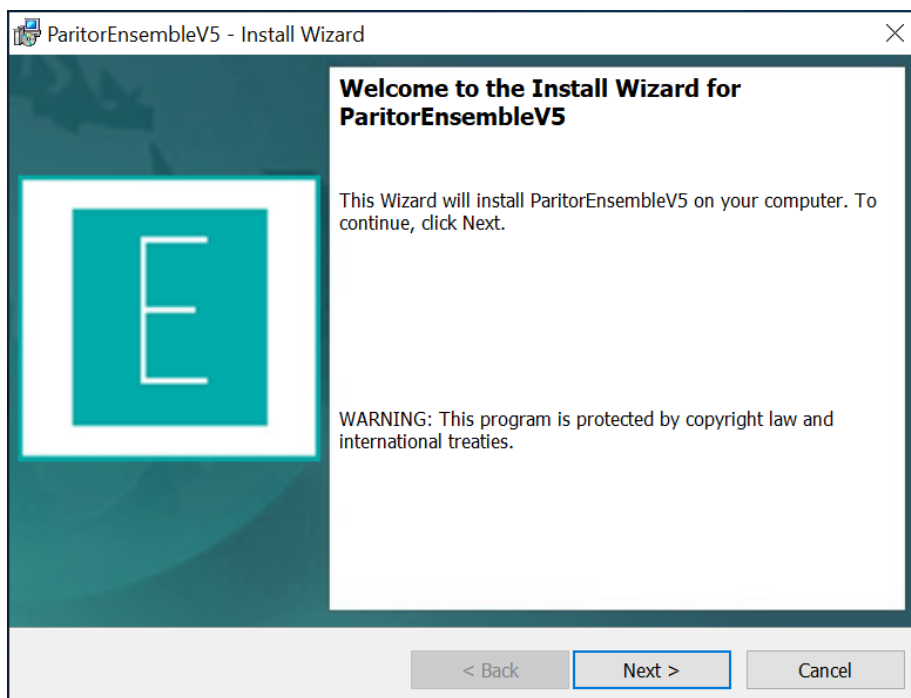 ParitorEnsembleV5 - Install Wizard
Welcome to the Install Wizard for
ParitorEnsembleV5
This Wizard will install ParitorEnsembleV5 on your computer. To
continue, click Next.
E
WARNING: This program is protected by copyright law and
international treaties.
< Back
Next >
Cancel